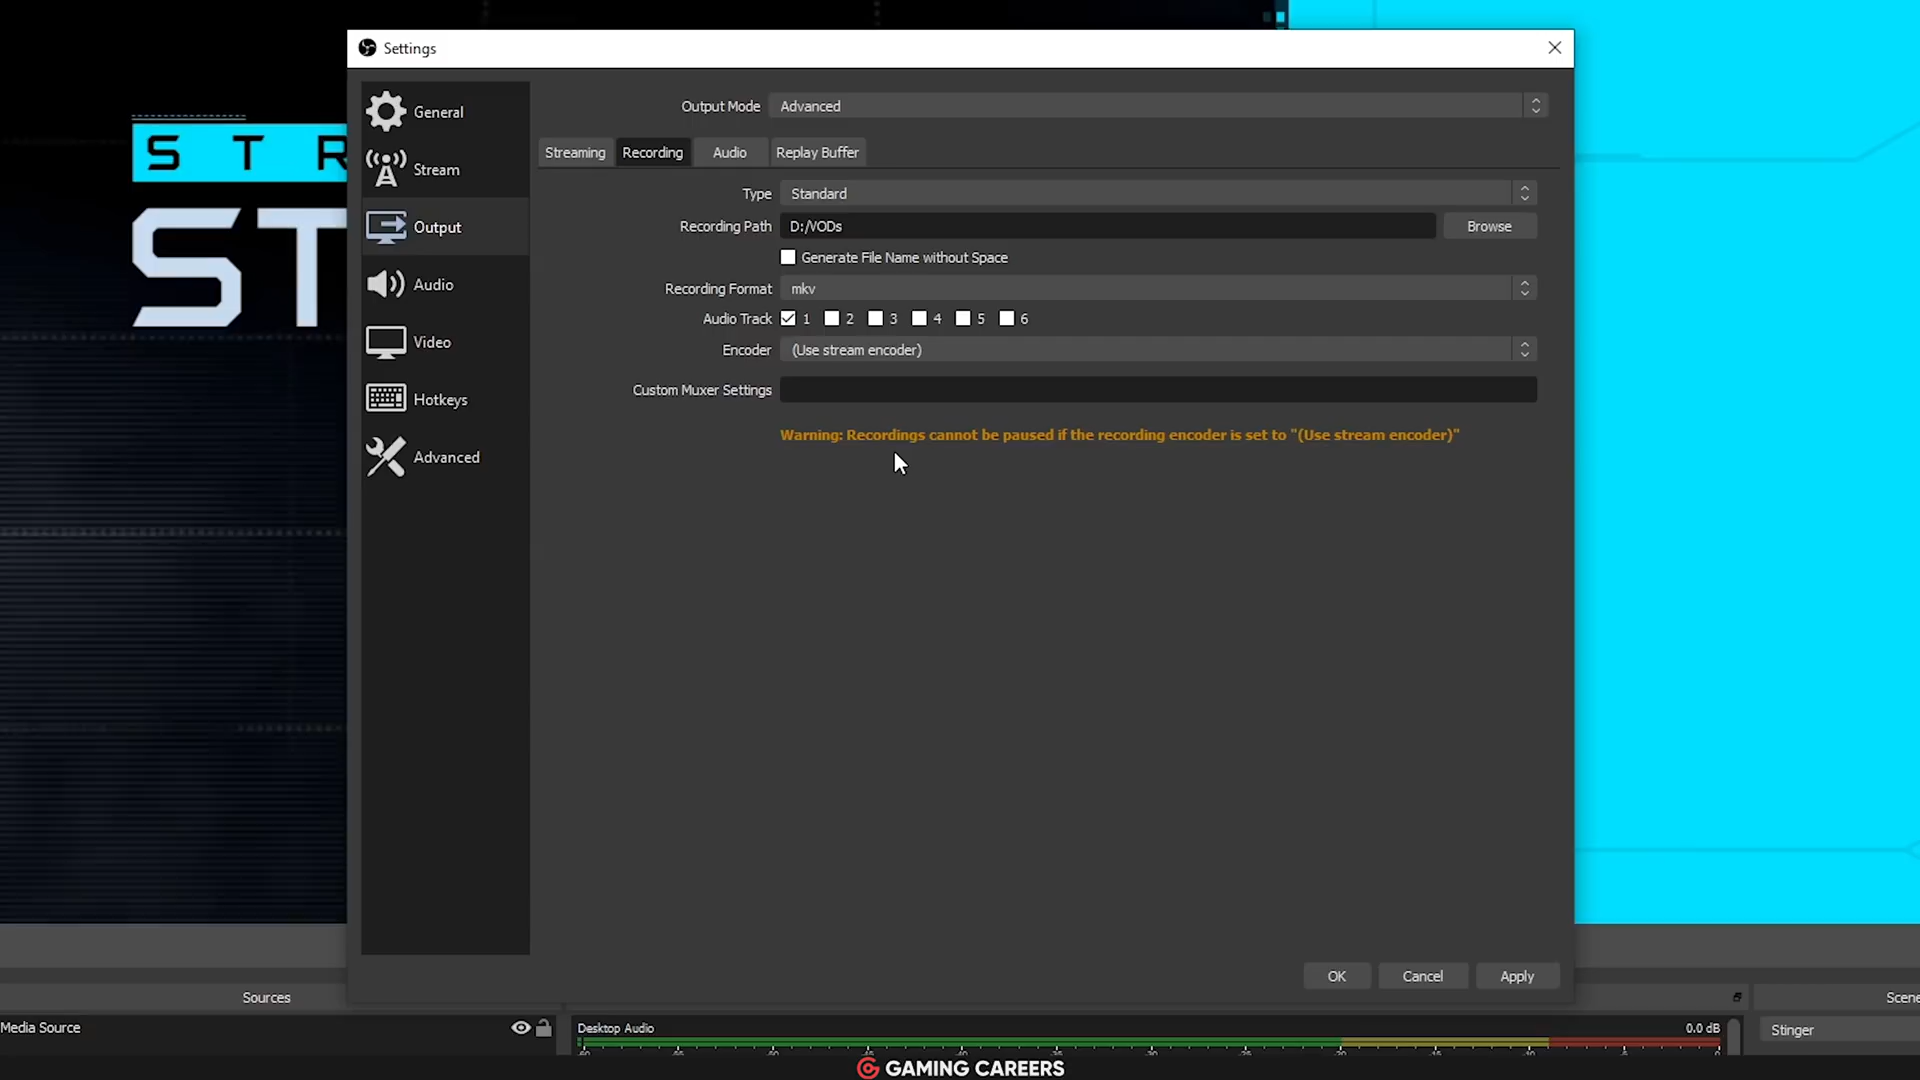 Settings
General
Stream
Output
Audio
Video
Hotkeys
Advanced
Output Mode Advanced
Streaming Recording Audio Replay Buffer
Type Standard
Recording Path D:/VODs Browse
Generate File Name without Space
Recording Format mkv
Audio Track 1 2 3 4 5 6
Encoder (Use stream encoder)
Custom Muxer Settings
Warning: Recordings cannot be paused if the recording encoder is set to "(Use stream encoder)"
OK Cancel Apply
STR
ST
Sources
Scene
Media Source
Desktop Audio 0.0 dB
Stinger
GAMING CAREERS